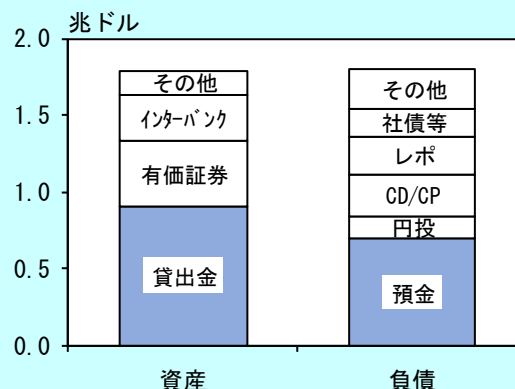 兆ドル
2.0
1.5
1.0
0.5
0.0
その他
ｲﾝﾀｰﾊﾞﾝｸ
有価証券
貸出金
その他
社債等
レポ
CD/CP
円投
預金
資産
負債